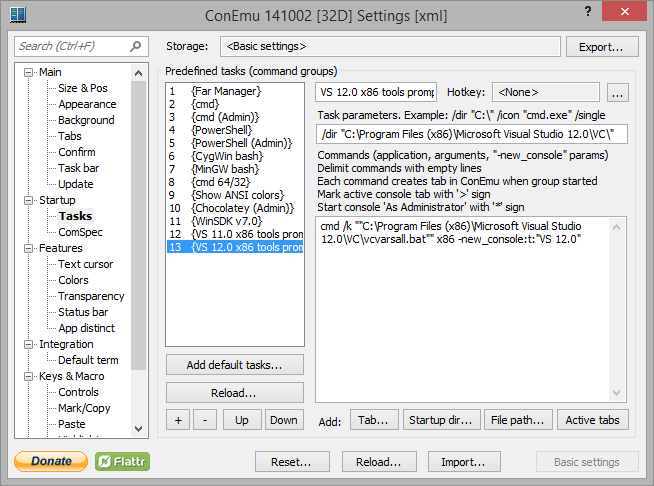 ConEmu 141002 [32D] Settings [xml]
?
Search (Ctrl+F)
Storage:
<Basic settings>
Export...
Main
Size & Pos
Appearance
Background
Tabs
Confirm
Task bar
Update
Startup
Tasks
ComSpec
Features
Text cursor
Colors
Transparency
Status bar
App distinct
Integration
Default term
Keys & Macro
Controls
Mark/Copy
Paste
Predefined tasks (command groups)
1 {Far Manager}
2 {cmd}
3 {cmd (Admin)}
4 {PowerShell}
5 {PowerShell (Admin)}
6 {CygWin bash}
7 {MinGW bash}
8 {cmd 64/32}
9 {Show ANSI colors}
10 {Chocolatey (Admin)}
11 {WinSDK v7.0}
12 {VS 11.0 x86 tools pron
13 {VS 12.0 x86 tools pron
Add default tasks...
Reload...
+
-
Up
Down
VS 12.0 x86 tools promp
Hotkey:
<None>
...
Task parameters. Example: /dir "C:\" /icon "cmd.exe" /single
/dir "C:\Program Files (x86)\Microsoft Visual Studio 12.0\VC\"
Commands (application, arguments, "-new_console" params)
Delimit commands with empty lines
Each command creates tab in ConEmu when group started
Mark active console tab with '>' sign
Start console 'As Administrator' with '*' sign
cmd /k ""C:\Program Files (x86)\Microsoft Visual Studio
12.0\VC\vcvarsall.bat"" x86 -new_console:t:"VS 12.0"
Add:
Tab...
Startup dir...
File path...
Active tabs
Donate
Flattr
Reset...
Reload...
Import...
Basic settings